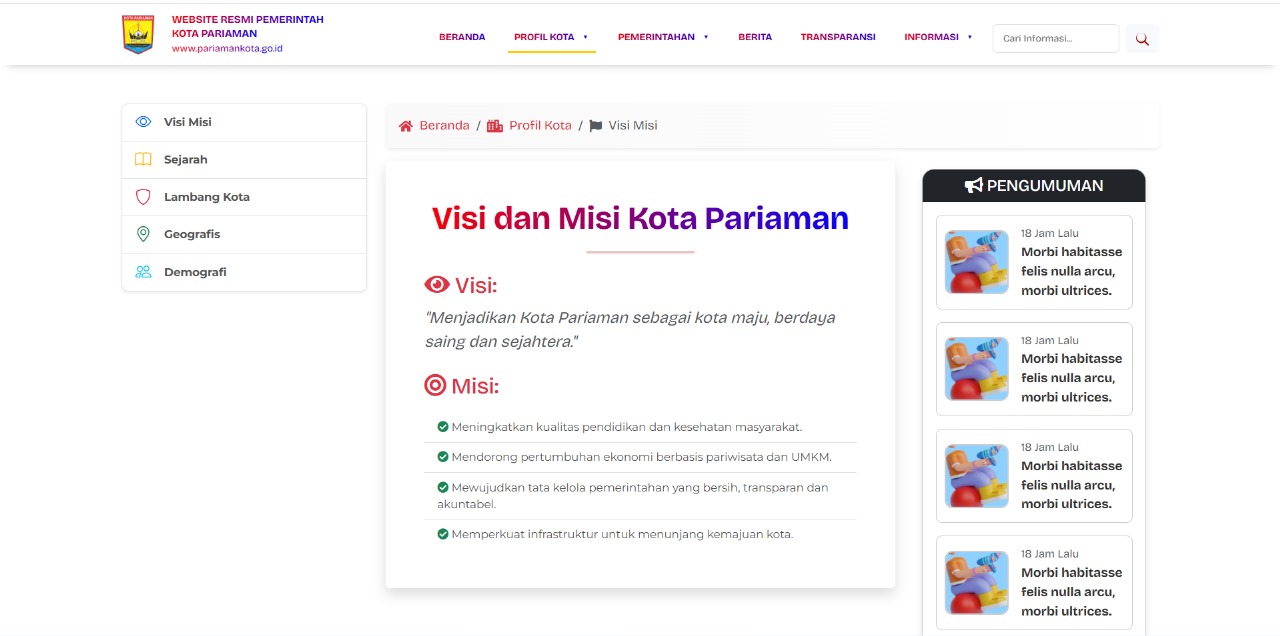 KOTA PARIAMAN
WEBSITE RESMI PEMERINTAH
KOTA PARIAMAN
www.pariamankota.go.id
BERANDA PROFIL KOTA PEMERINTAHAN BERITA TRANSPARANSI INFORMASI Cari Informasi...
Visi Misi
Sejarah
Lambang Kota
Geografis
Demografi
Beranda / Profil Kota / Visi Misi
Visi dan Misi Kota Pariaman
Visi:
"Menjadikan Kota Pariaman sebagai kota maju, berdaya
saing dan sejahtera."
Misi:
Meningkatkan kualitas pendidikan dan kesehatan masyarakat.
Mendorong pertumbuhan ekonomi berbasis pariwisata dan UMKM.
Mewujudkan tata kelola pemerintahan yang bersih, transparan dan
akuntabel.
Memperkuat infrastruktur untuk menunjang kemajuan kota.
PENGUMUMAN
18 Jam Lalu
Morbi habitasse
felis nulla arcu,
morbi ultrices.
18 Jam Lalu
Morbi habitasse
felis nulla arcu,
morbi ultrices.
18 Jam Lalu
Morbi habitasse
felis nulla arcu,
morbi ultrices.
18 Jam Lalu
Morbi habitasse
felis nulla arcu,
morbi ultrices.